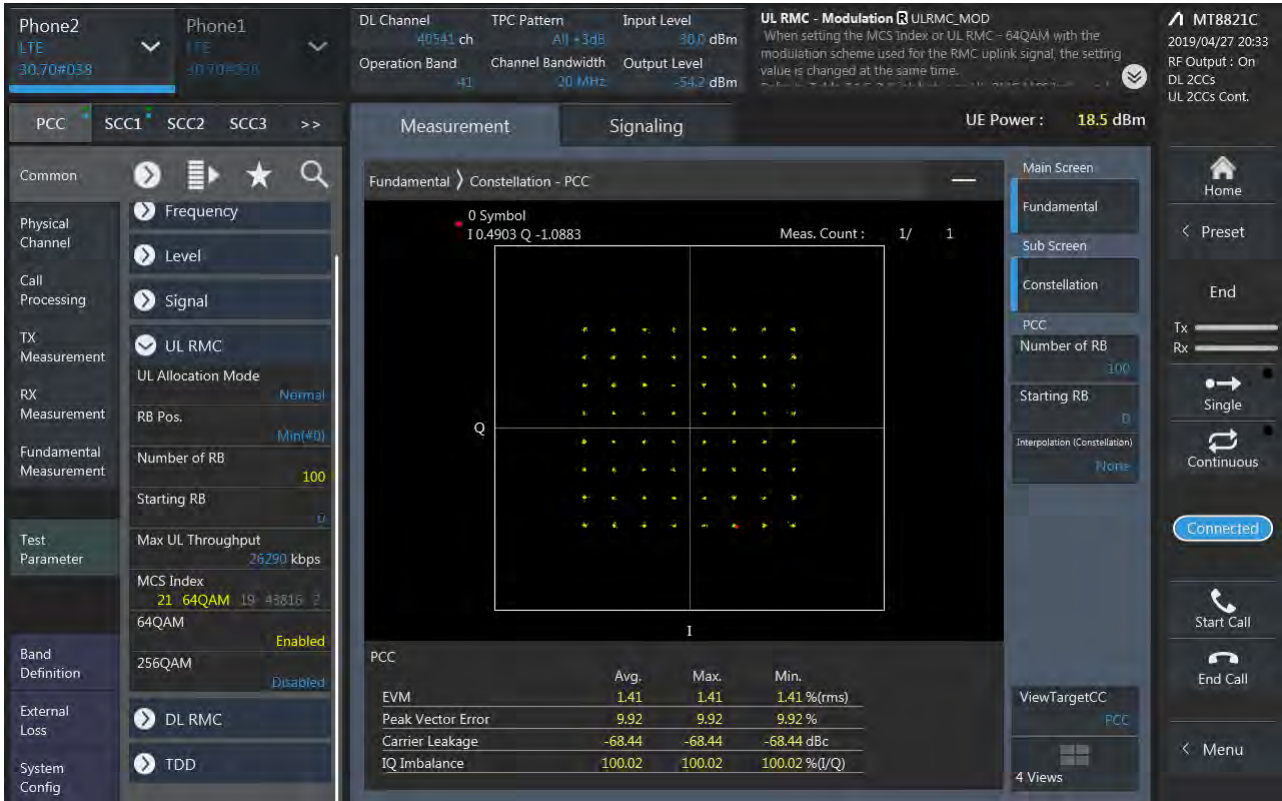 Phone2
LTE
30.70#038
Phone1
LTE
30.70#038
DL Channel
40541 ch
Operation Band
41
TPC Pattern
All +3dB
Channel Bandwidth
20 MHz
Input Level
30.0 dBm
Output Level
-54.2 dBm
UL RMC - Modulation R ULRMC_MOD
When setting the MCS Index or UL RMC - 64QAM with the
modulation scheme used for the RMC uplink signal, the setting
value is changed at the same time.
MT8821C
2019/04/27 20:33
RF Output : On
DL 2CCs
UL 2CCs Cont.
PCC SCC1 SCC2 SCC3 >>
Measurement
Signaling
UE Power : 18.5 dBm
Common
Physical
Channel
Call
Processing
TX
Measurement
RX
Measurement
Fundamental
Measurement
Test
Parameter
Band
Definition
External
Loss
System
Config
Frequency
Level
Signal
UL RMC
UL Allocation Mode
Normal
RB Pos.
Min(#0)
Number of RB
100
Starting RB
0
Max UL Throughput
26290 kbps
MCS Index
21 64QAM 19 43816 2
64QAM
Enabled
256QAM
Disabled
DL RMC
TDD
Fundamental > Constellation - PCC
0 Symbol
I 0.4903 Q -1.0883
Meas. Count : 1/ 1
Q
I
PCC
Avg. Max. Min.
EVM 1.41 1.41 1.41 %(rms)
Peak Vector Error 9.92 9.92 9.92 %
Carrier Leakage -68.44 -68.44 -68.44 dBc
IQ Imbalance 100.02 100.02 100.02 %(I/Q)
Main Screen
Fundamental
Sub Screen
Constellation
PCC
Number of RB
100
Starting RB
0
Interpolation (Constellation)
None
ViewTargetCC
PCC
4 Views
Home
< Preset
End
Tx
Rx
Single
Continuous
Connected
Start Call
End Call
< Menu